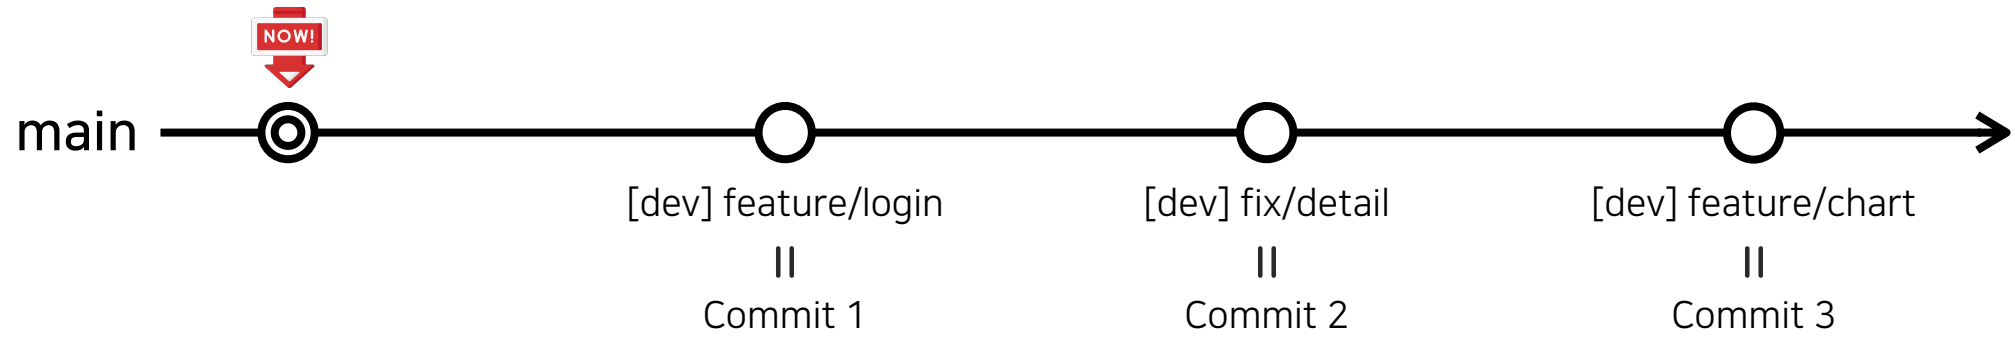 NOW!
main
[dev] feature/login
[dev] fix/detail
[dev] feature/chart
Commit 1
Commit 2
Commit 3